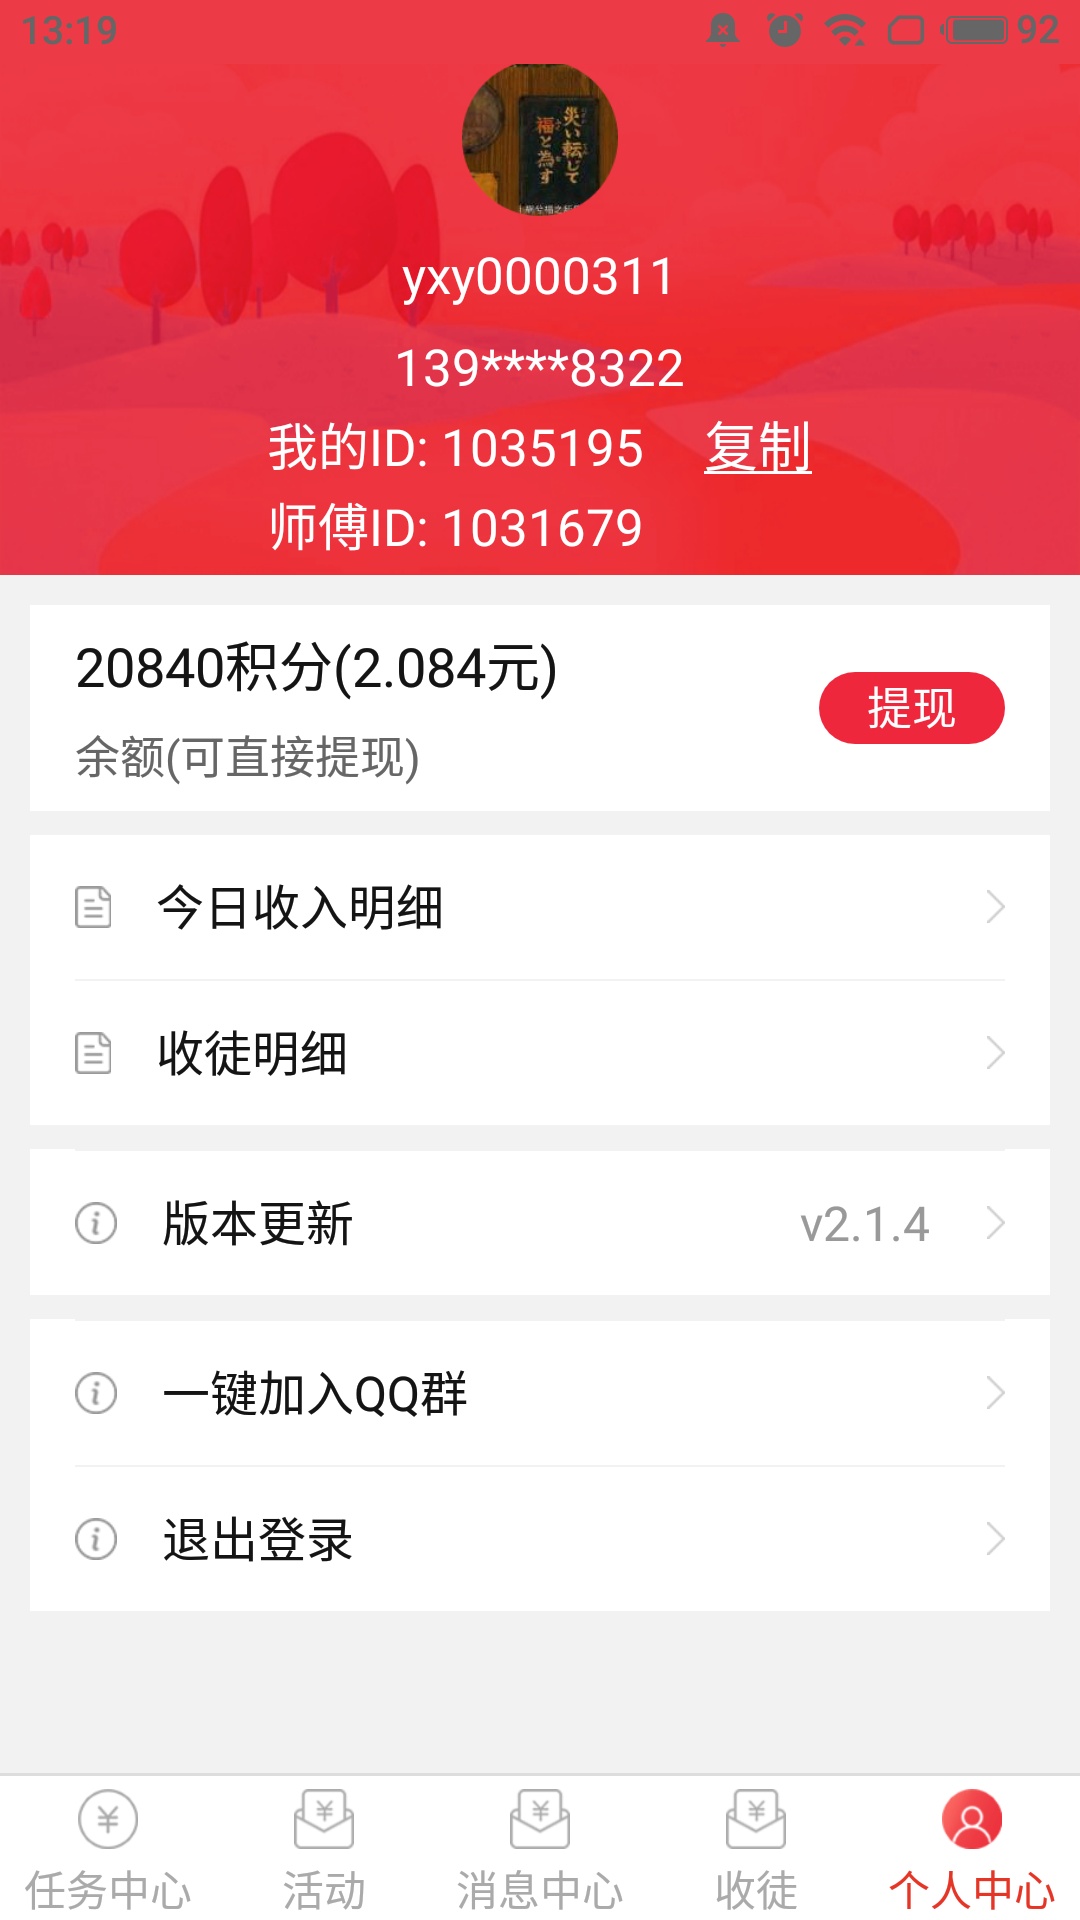 13:19
92
災い転じて
福と為す
yxy0000311
139****8322
我的ID: 1035195 复制
师傅ID: 1031679
20840积分(2.084元)
提现
余额(可直接提现)
今日收入明细
收徒明细
版本更新 v2.1.4
一键加入QQ群
退出登录
任务中心 活动 消息中心 收徒 个人中心